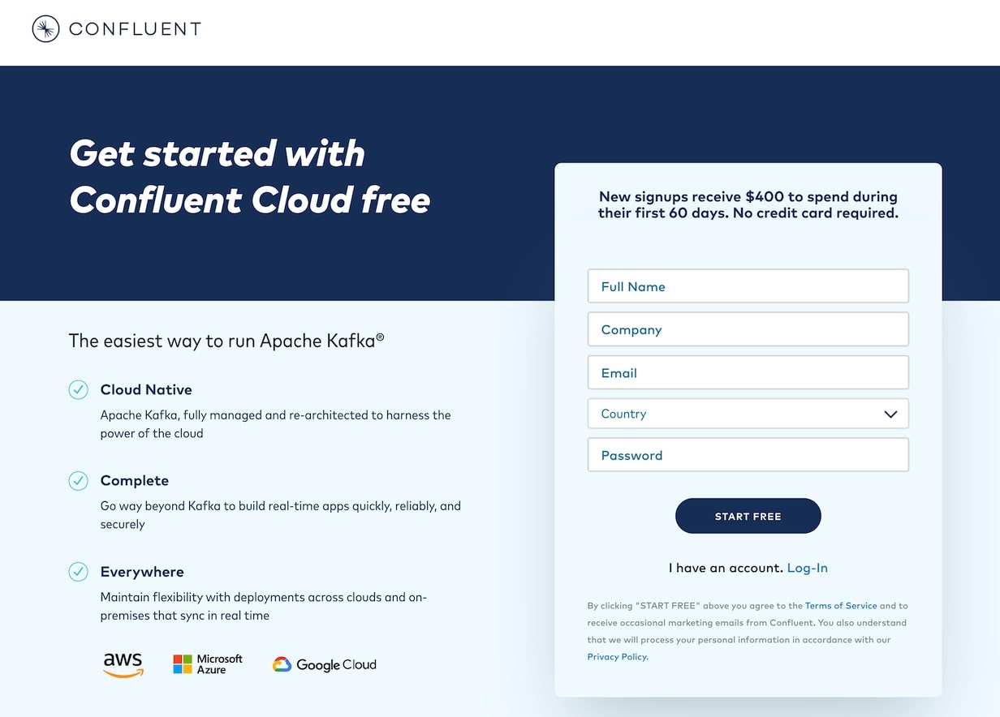 CONFLUENT
Get started with
Confluent Cloud free
The easiest way to run Apache Kafka®
Cloud Native
Apache Kafka, fully managed and re-architected to harness the
power of the cloud
Complete
Go way beyond Kafka to build real-time apps quickly, reliably, and
securely
Everywhere
Maintain flexibility with deployments across clouds and on-
premises that sync in real time
aws
Microsoft
Azure
Google Cloud
New signups receive $400 to spend during
their first 60 days. No credit card required.
Full Name
Company
Email
Country
Password
START FREE
I have an account. Log-In
By clicking "START FREE" above you agree to the Terms of Service and to
receive occasional marketing emails from Confluent. You also understand
that we will process your personal information in accordance with our
Privacy Policy.